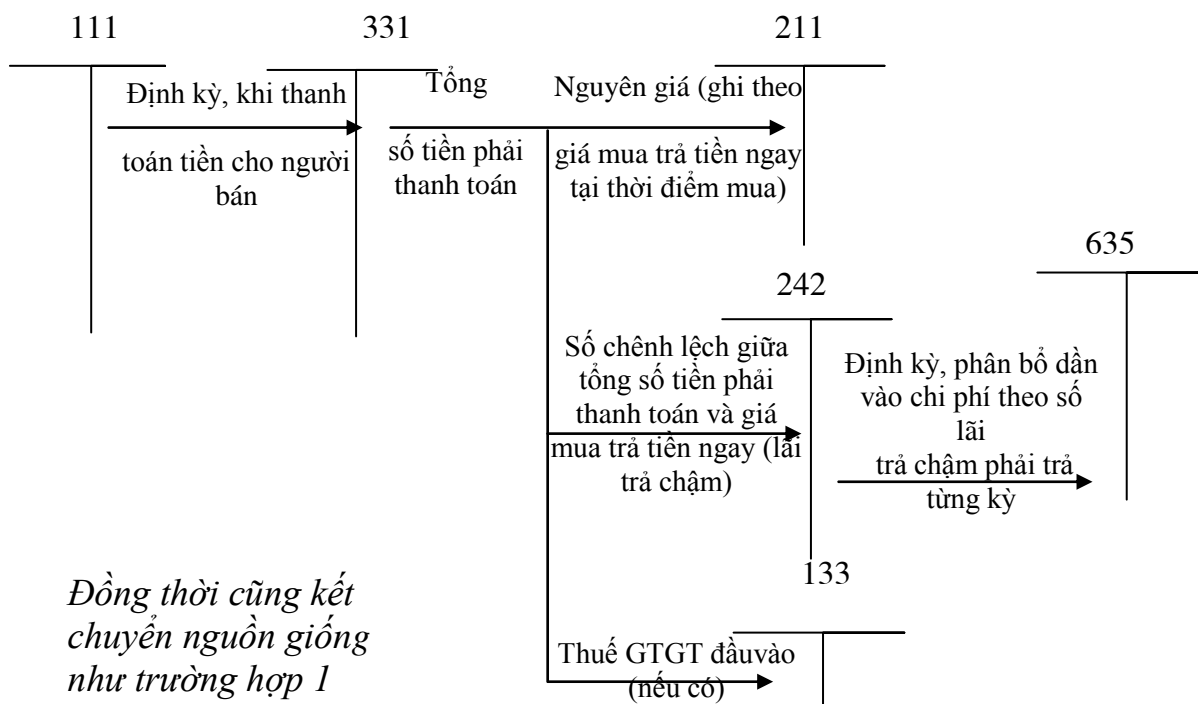 111
331
211
Định kỳ, khi thanh
toán tiền cho người
bán
Tổng
số tiền phải
thanh toán
Nguyên giá (ghi theo
giá mua trả tiền ngay
tại thời điểm mua)
635
242
Số chênh lệch giữa
tổng số tiền phải
thanh toán và giá
mua trả tiền ngay (lãi
trả chậm)
Định kỳ, phân bổ dần
vào chi phí theo số
lãi
trả chậm phải trả
từng kỳ
133
Thuế GTGT đầuvào
(nếu có)
Đồng thời cũng kết
chuyển nguồn giống
như trường hợp 1